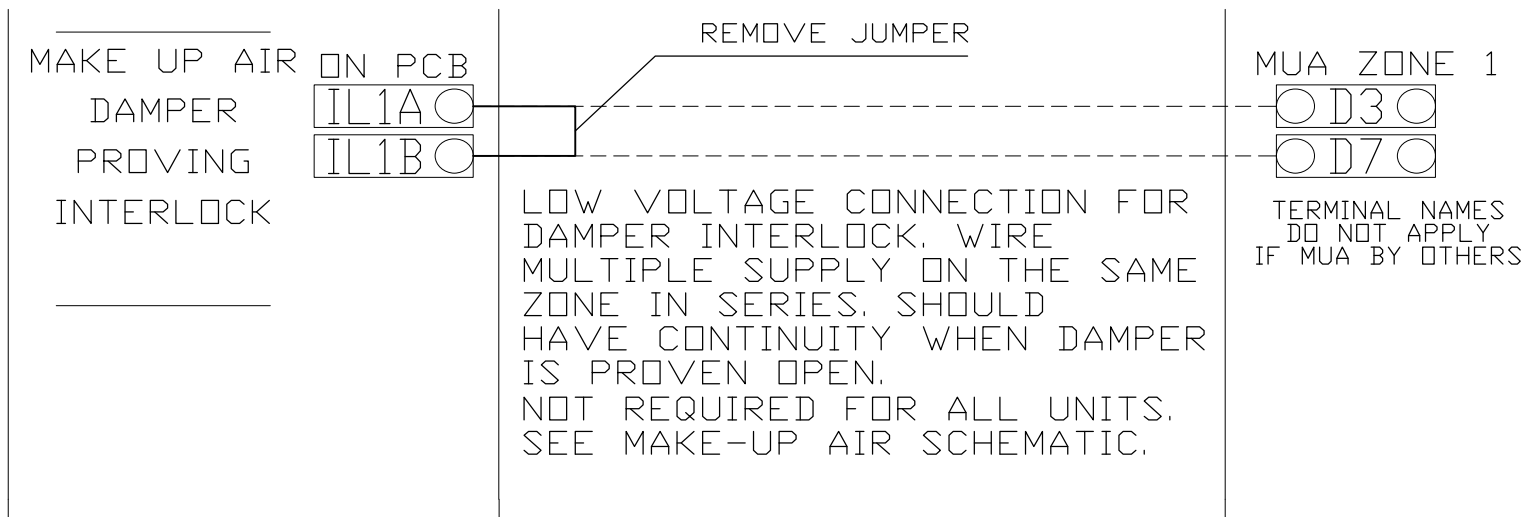 MAKE UP AIR
DAMPER
PROVING
INTERLOCK
ON PCB
IL1A
IL1B
REMOVE JUMPER
LOW VOLTAGE CONNECTION FOR
DAMPER INTERLOCK. WIRE
MULTIPLE SUPPLY ON THE SAME
ZONE IN SERIES. SHOULD
HAVE CONTINUITY WHEN DAMPER
IS PROVEN OPEN.
NOT REQUIRED FOR ALL UNITS.
SEE MAKE-UP AIR SCHEMATIC.
MUA ZONE 1
D3
D7
TERMINAL NAMES
DO NOT APPLY
IF MUA BY OTHERS